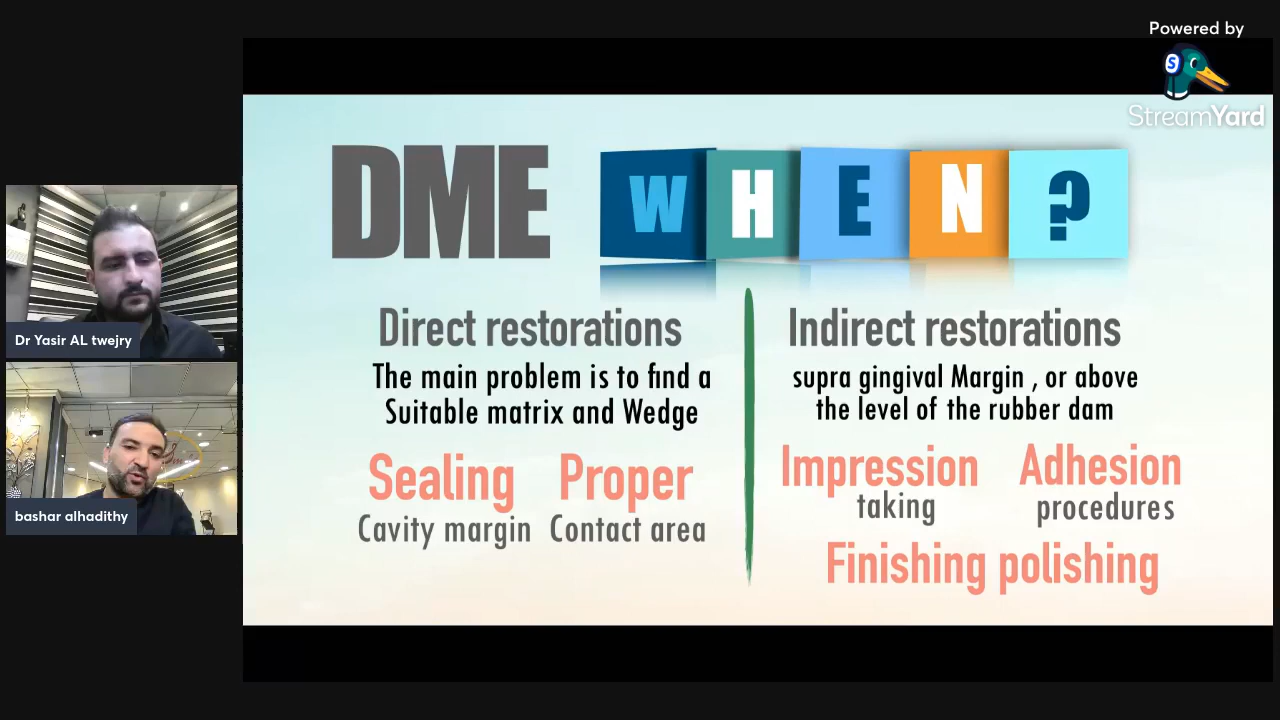 Powered by
StreamYard
DME WHEN?
Direct restorations
The main problem is to find a
Suitable matrix and Wedge
Sealing Proper
Cavity margin Contact area
Indirect restorations
supra gingival Margin , or above
the level of the rubber dam
Impression Adhesion
taking procedures
Finishing polishing
Dr Yasir AL twejry
bashar alhadithy